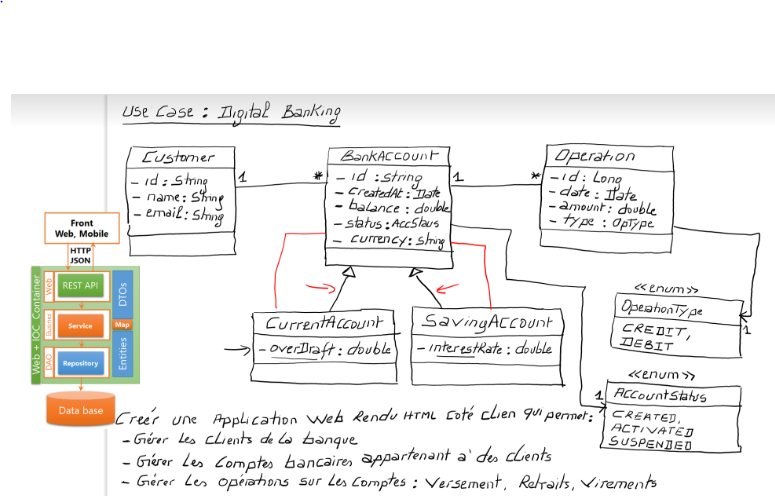 Use Case : Digital Banking
Customer
- id : String
- name : String
- email : String
1
*
BankAccount
- id : String
- createdAt : Date
- balance : double
- status : AccStaus
- currency : String
1
*
Operation
- id : Long
- date : Date
- amount : double
- type : OpType
Front
Web, Mobile
HTTP
JSON
Web + IOC Container
Web
REST API
DTOs
Business
Service
Map
DAO
Repository
Entities
Data base
CurrentAccount
- overDraft : double
SavingAccount
- interestRate : double
<<enum>>
OpeationType
CREDIT,
DEBIT
1
<<enum>>
1
AccountStatus
CREATED,
ACTIVATED
SUSPENDED
Creér une Application Web Rendu HTML Coté Clien qui permet :
- Gérer Les clients de La banque
- Gérer Les Comptes bancaires appartenant à des clients
- Gérer Les Opérations sur Les Comptes : Versement, Retraits, Virements